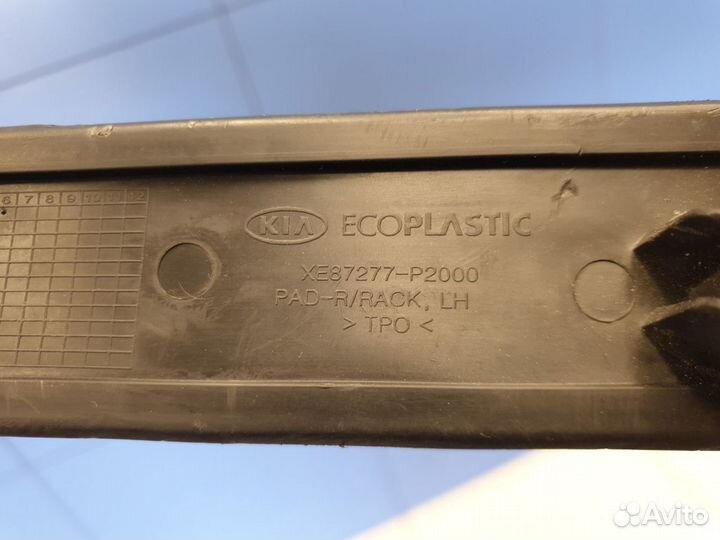 6 7 8 9 10 11 12
KIA ECOPLASTIC
XE87277-P2000
PAD-R/RACK, LH
> TPO <
Avito